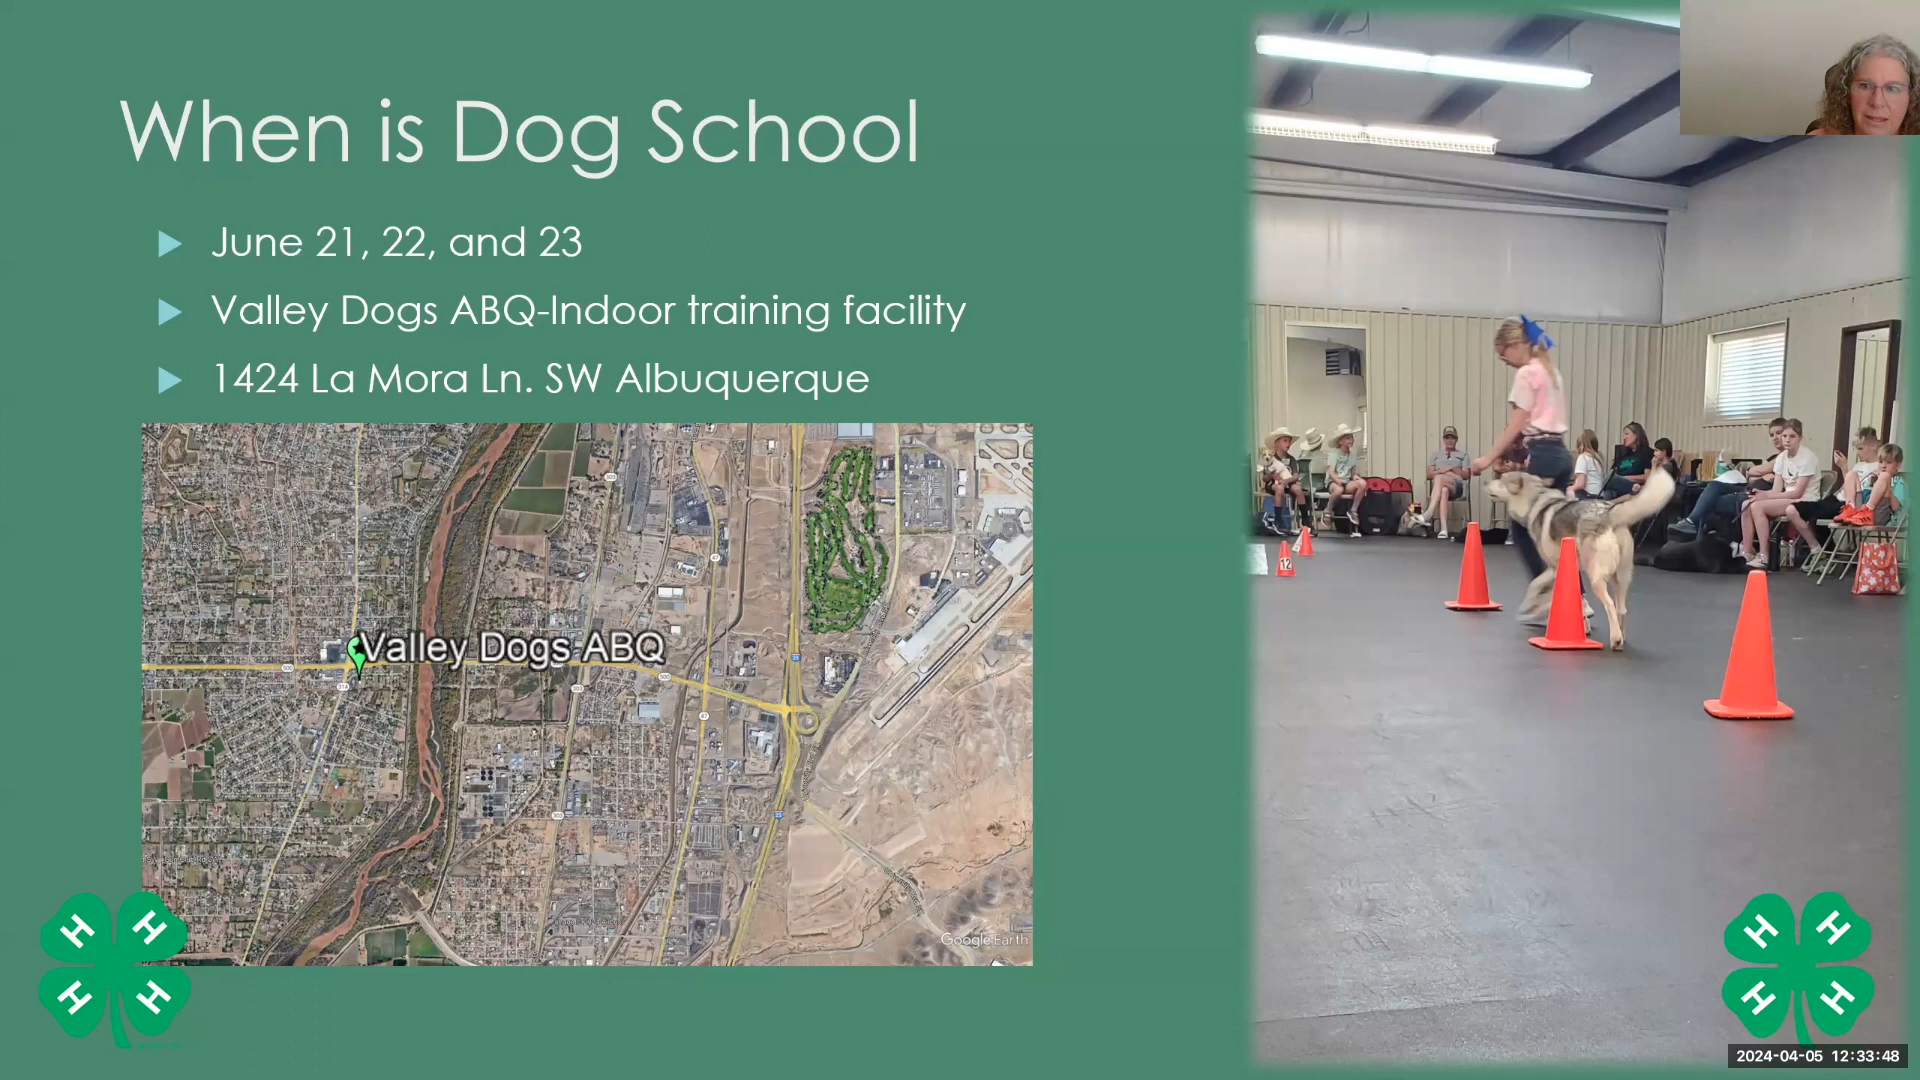 When is Dog School
June 21, 22, and 23
Valley Dogs ABQ-Indoor training facility
1424 La Mora Ln. SW Albuquerque
Valley Dogs ABQ
Google Earth
12
H H
H H
H H
H H
2024-04-05 12:33:48